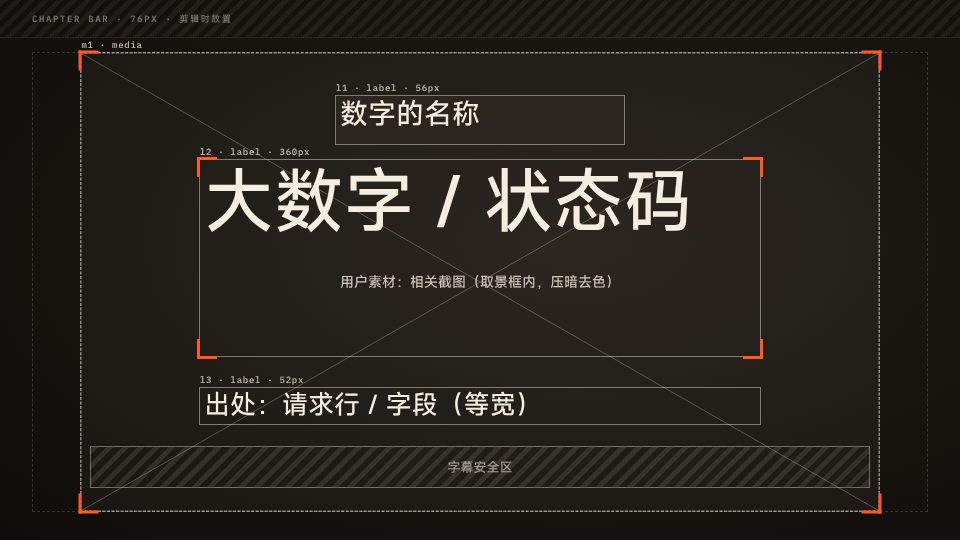 CHAPTER BAR · 76PX · 剪辑时放置
m1 · media
l1 · label · 56px
数字的名称
l2 · label · 360px
大数字 / 状态码
用户素材：相关截图（取景框内，压暗去色）
l3 · label · 52px
出处：请求行 / 字段（等宽）
字幕安全区